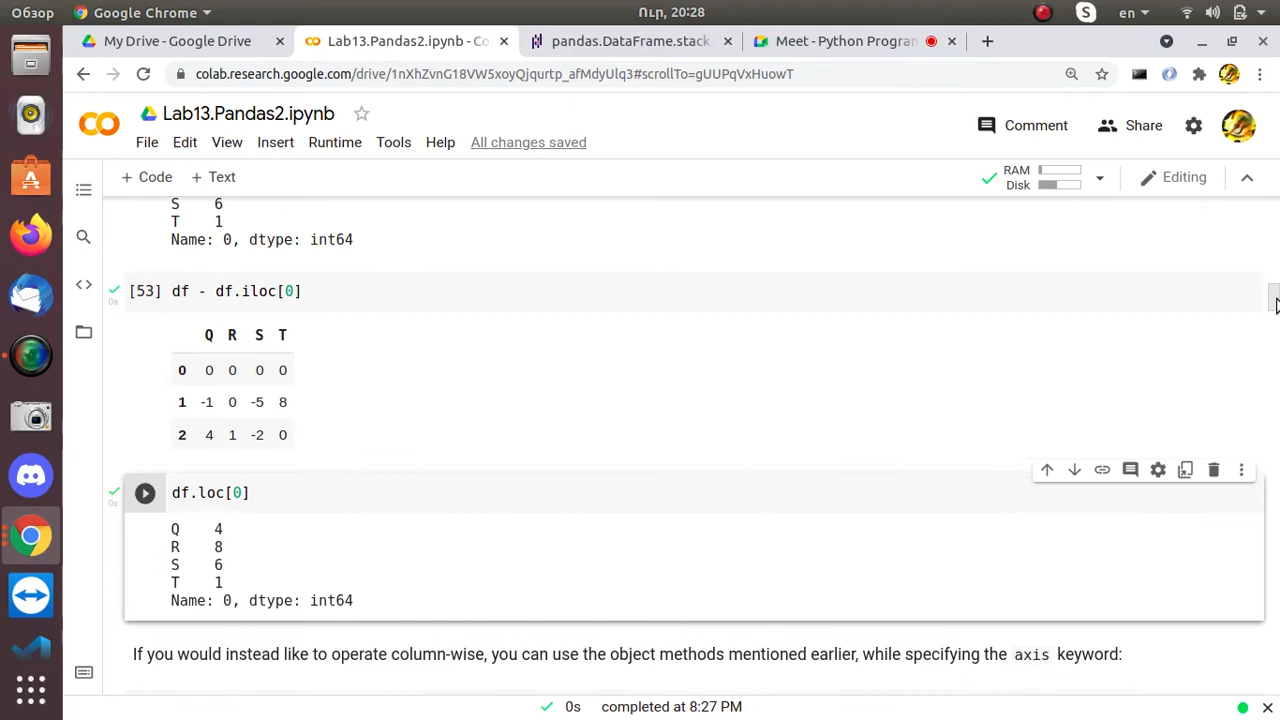 Обзор Google Chrome Ուր, 20:28 en
My Drive - Google Drive Lab13.Pandas2.ipynb - Co pandas.DataFrame.stack Meet - Python Progran
colab.research.google.com/drive/1nXhZvnG18VW5xoyQjqurtp_afMdyUlq3#scrollTo=gUUPqVxHuowT
Lab13.Pandas2.ipynb
Comment Share
File Edit View Insert Runtime Tools Help All changes saved
+ Code + Text
RAM
Disk
Editing
S 6
T 1
Name: 0, dtype: int64
[53] df - df.iloc[0]
0s
Q R S T
0 0 0 0 0
1 -1 0 -5 8
2 4 1 -2 0
df.loc[0]
0s
Q 4
R 8
S 6
T 1
Name: 0, dtype: int64
If you would instead like to operate column-wise, you can use the object methods mentioned earlier, while specifying the axis keyword:
0s completed at 8:27 PM